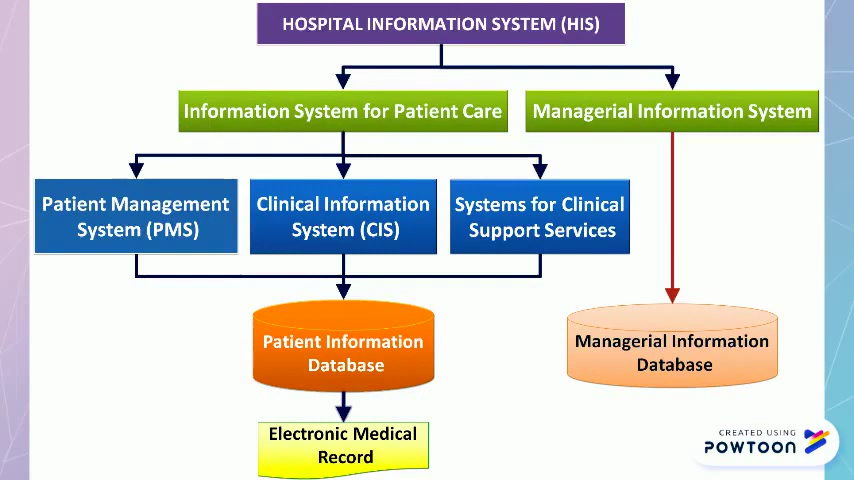 HOSPITAL INFORMATION SYSTEM (HIS)
Information System for Patient Care
Managerial Information System
Patient Management
System (PMS)
Clinical Information
System (CIS)
Systems for Clinical
Support Services
Patient Information
Database
Managerial Information
Database
Electronic Medical
Record
CREATED USING
POWTOON